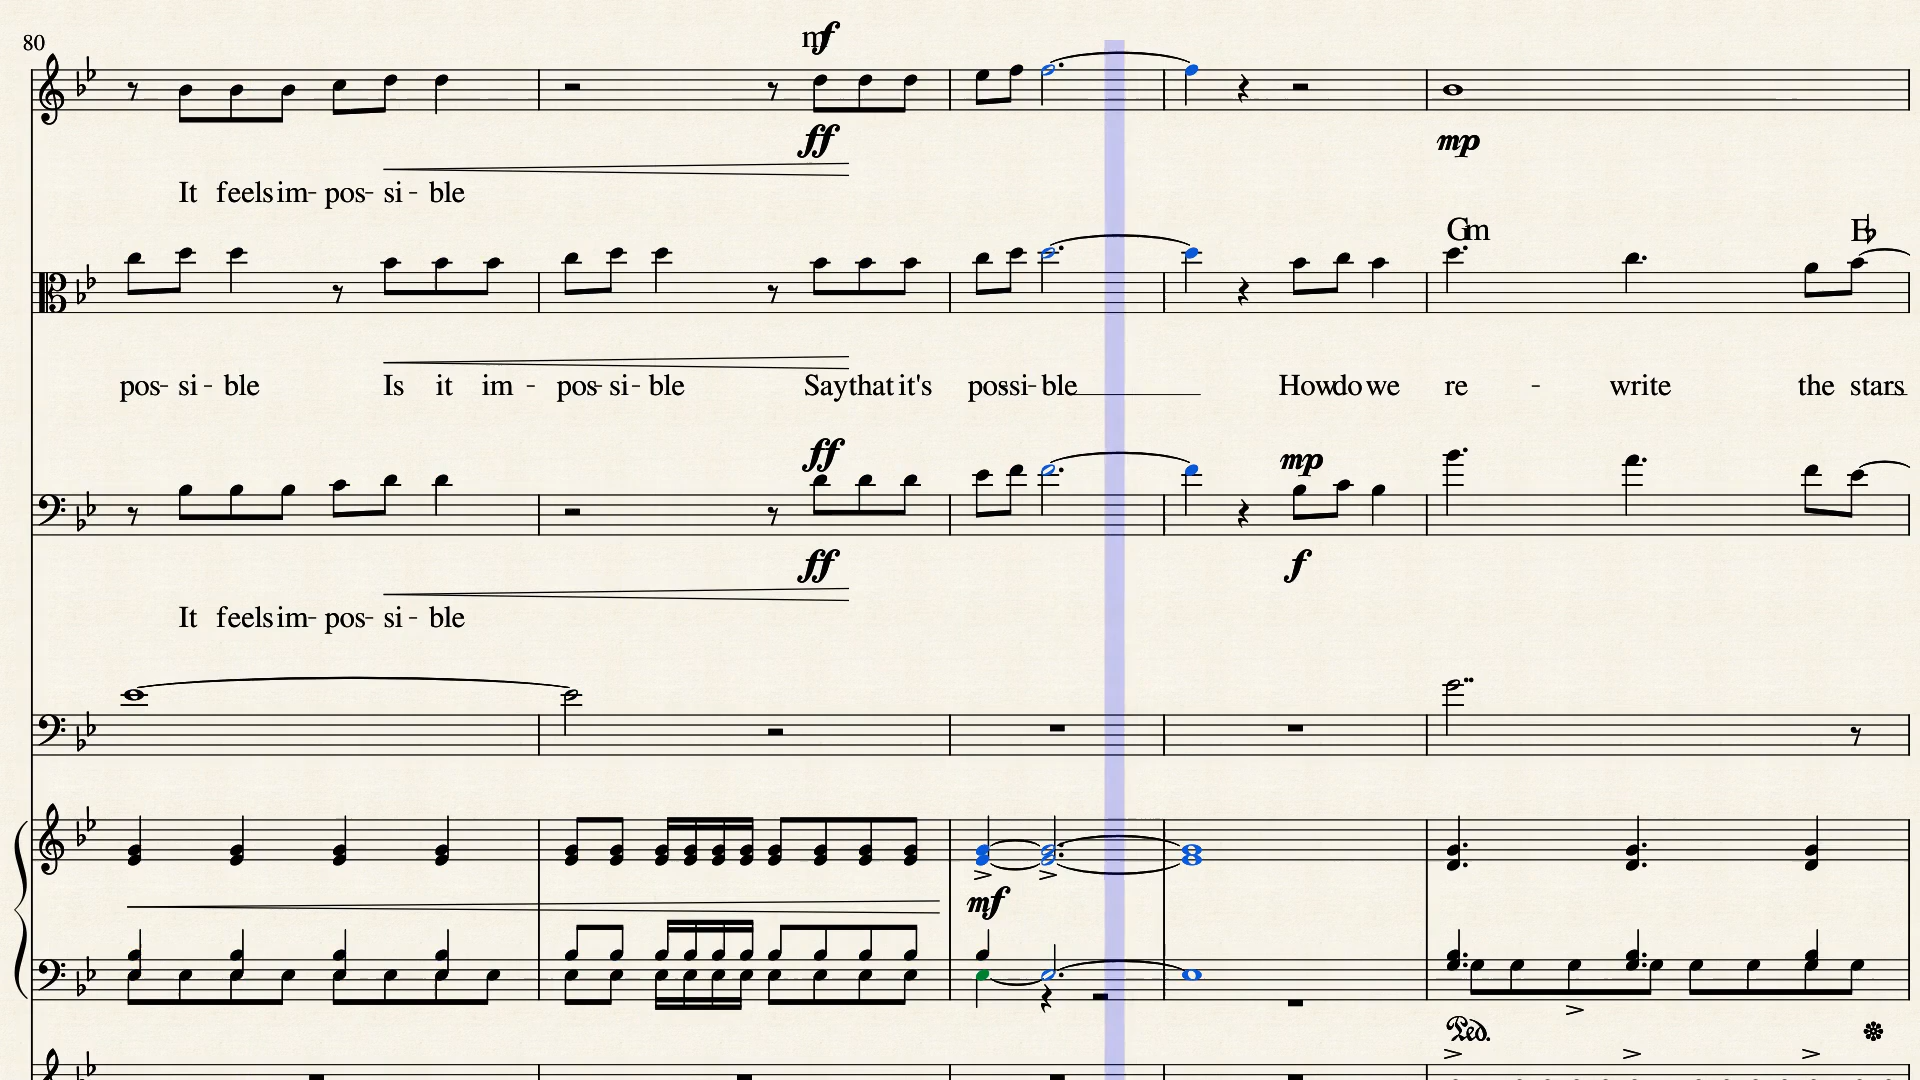 80
mf
ff
It feels im- pos- si - ble
mp
Gm E♭
pos- si - ble Is it im - pos- si- ble Say that it's possi- ble How do we re - write the stars
ff mp
ff f
It feels im- pos- si - ble
mf
Ped.